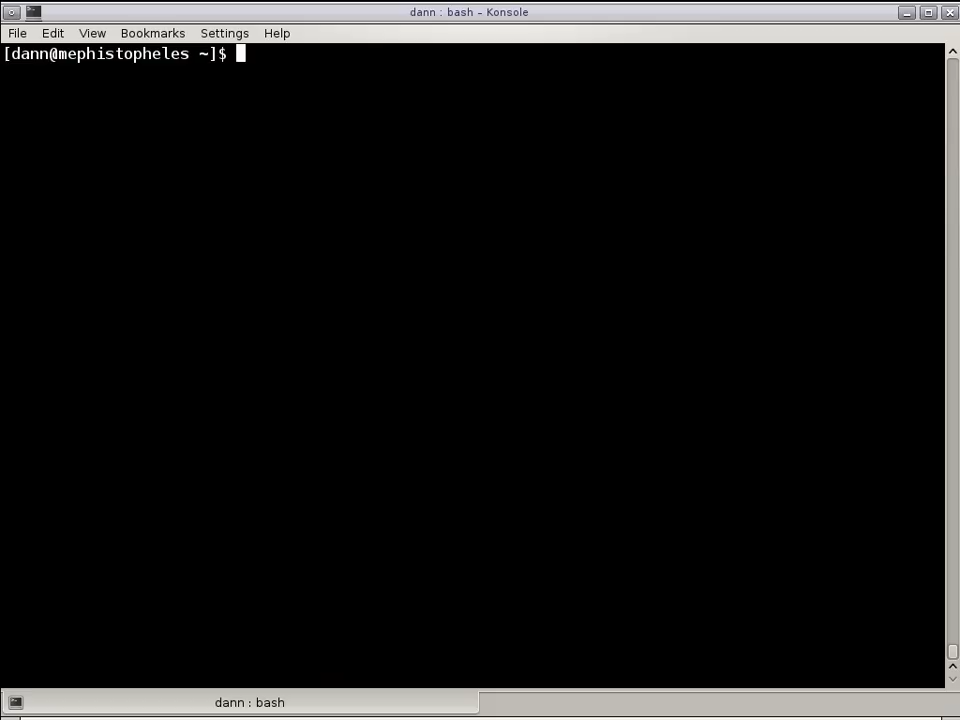 dann : bash – Konsole
File Edit View Bookmarks Settings Help
[dann@mephistopheles ~]$
dann : bash